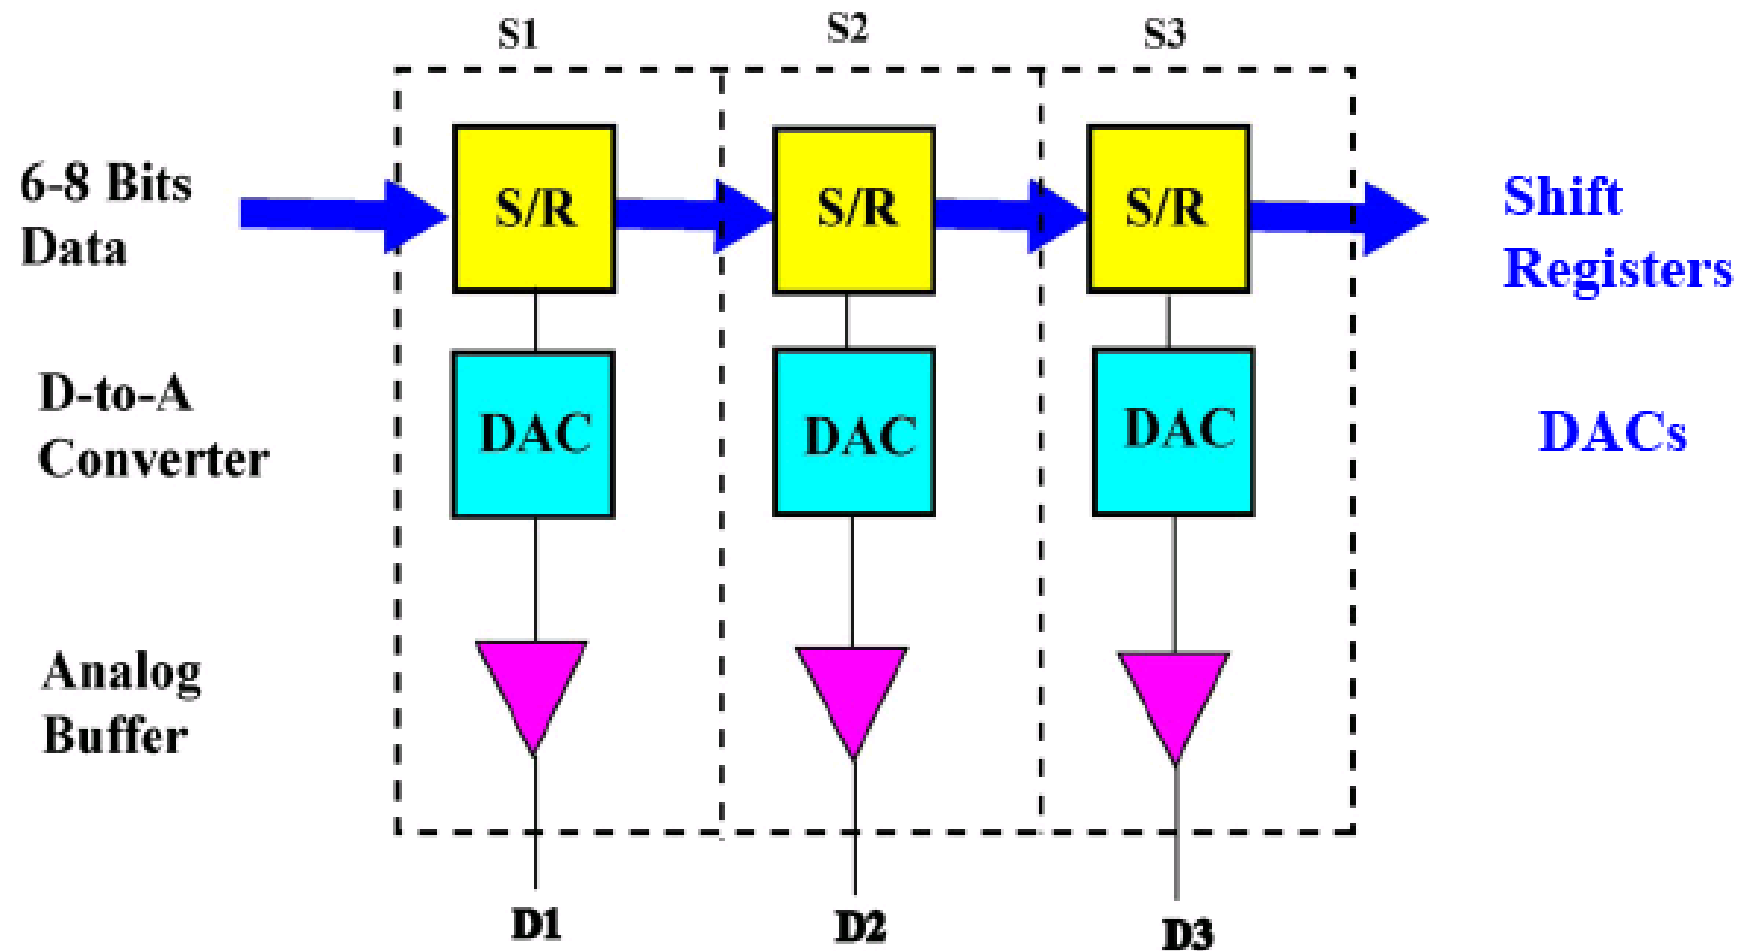 S1
S2
S3
6-8 Bits
Data
S/R
S/R
S/R
Shift
Registers
D-to-A
Converter
DAC
DAC
DAC
DACs
Analog
Buffer
D1
D2
D3